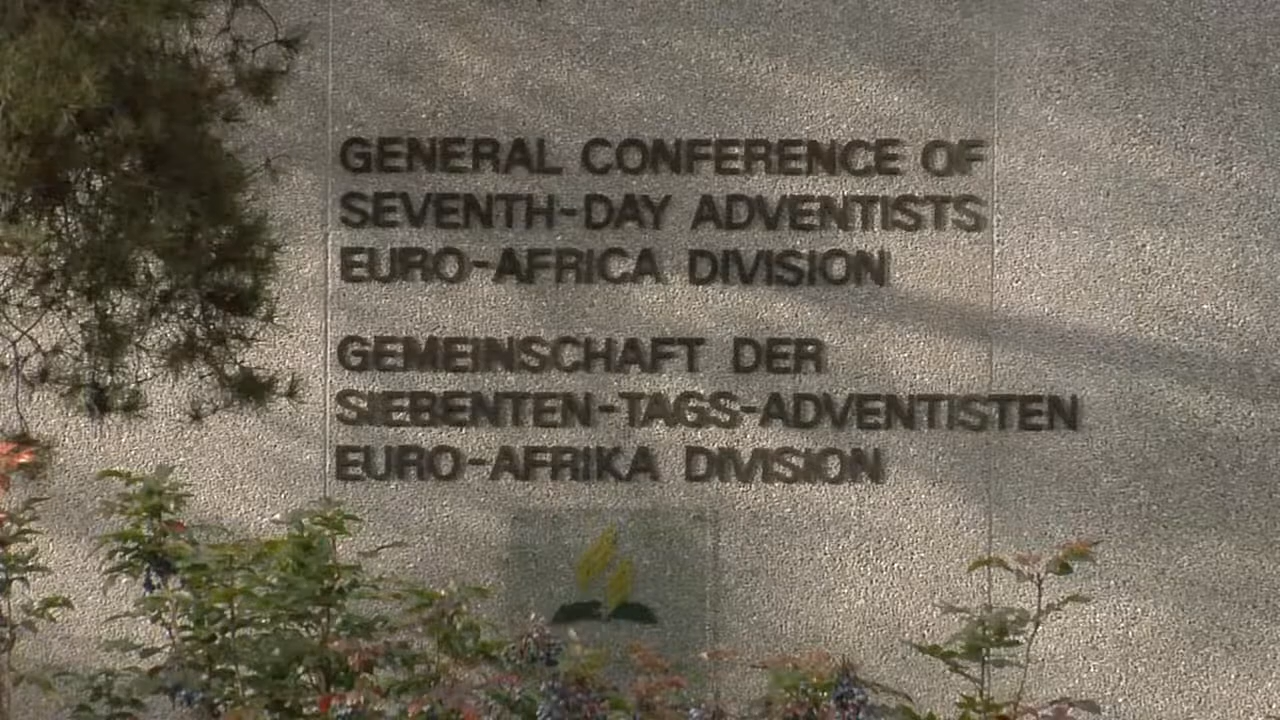 GENERAL CONFERENCE OF
SEVENTH-DAY ADVENTISTS
EURO-AFRICA DIVISION
GEMEINSCHAFT DER
SIEBENTEN-TAGS-ADVENTISTEN
EURO-AFRIKA DIVISION